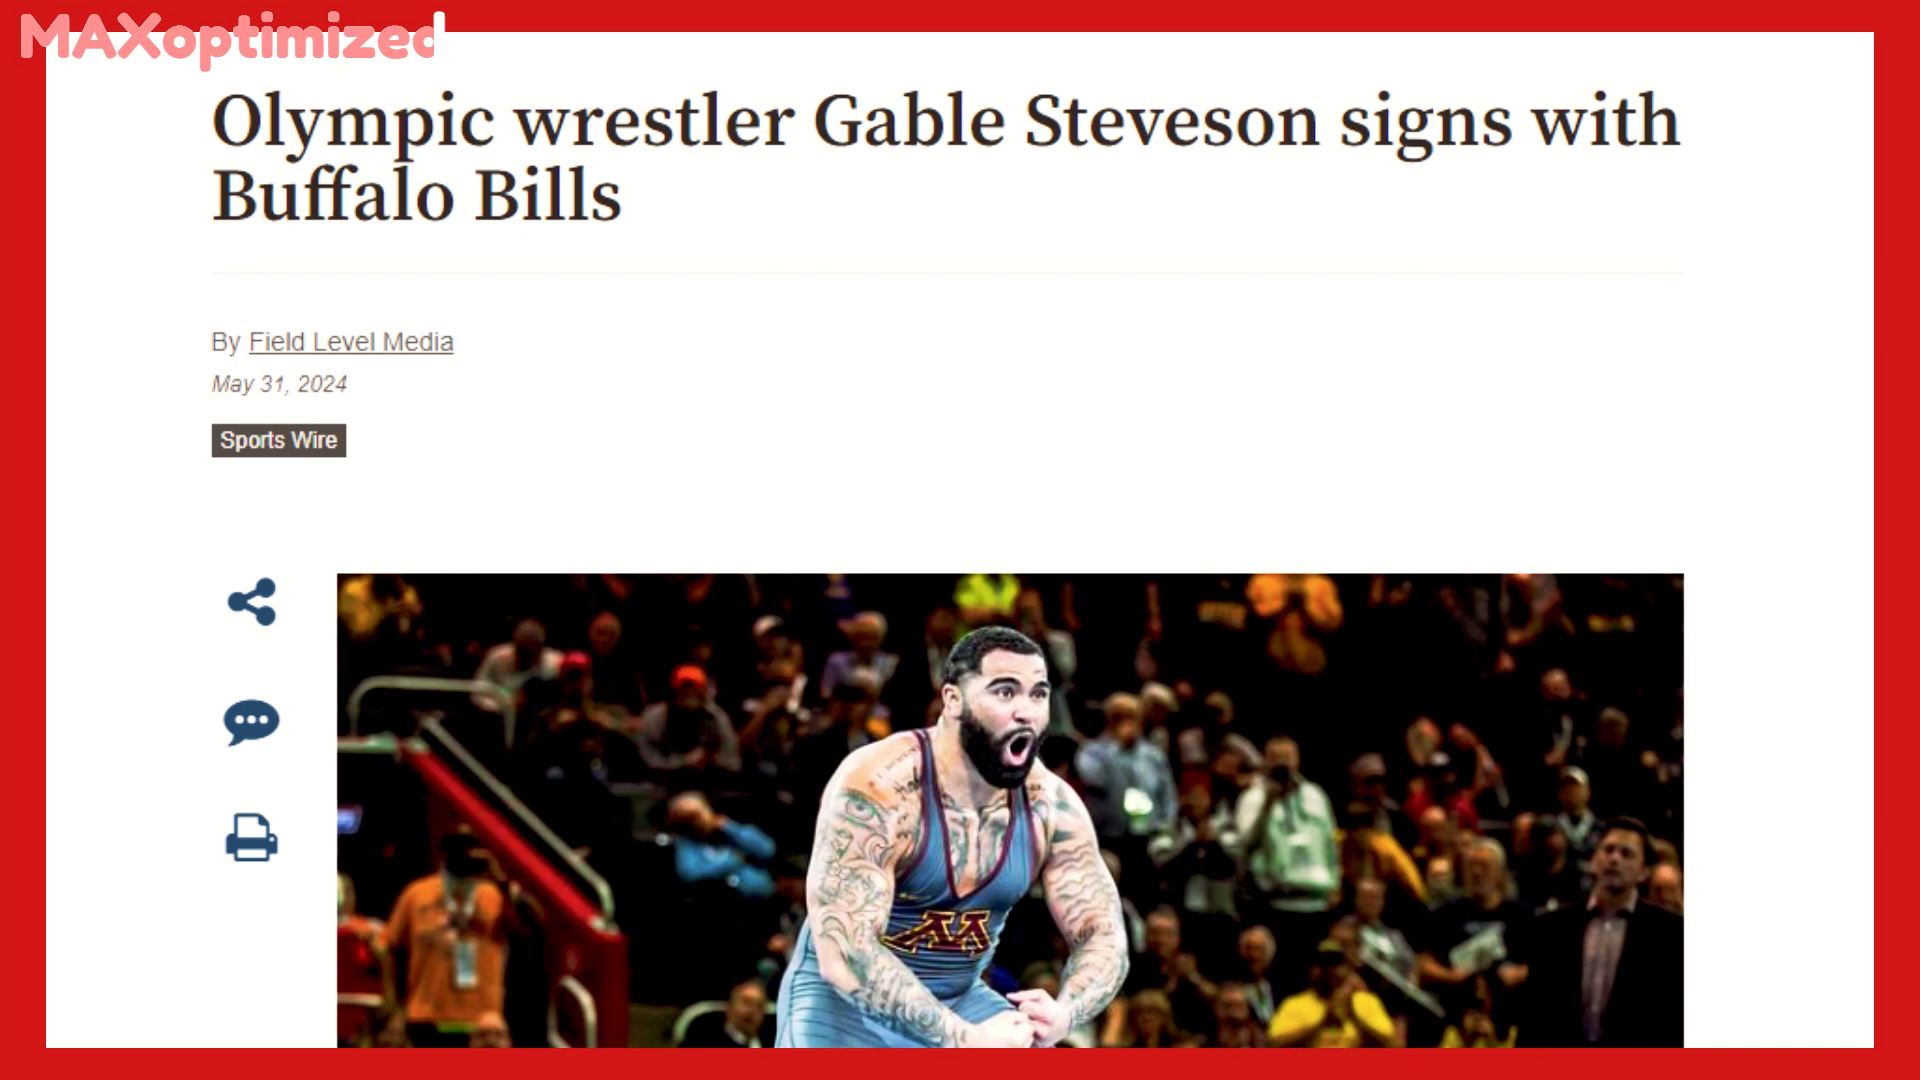 MAXoptimized
Olympic wrestler Gable Steveson signs with
Buffalo Bills
By Field Level Media
May 31, 2024
Sports Wire
M